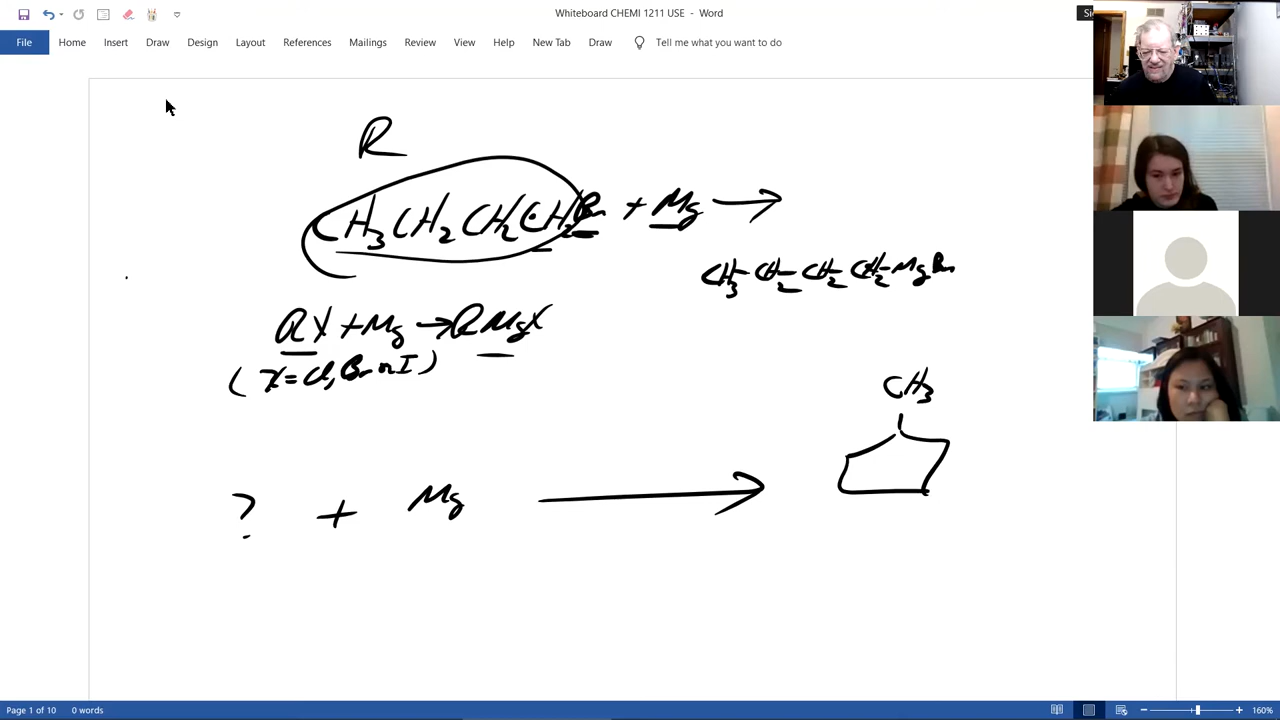 Whiteboard CHEMI 1211 USE - Word
File Home Insert Draw Design Layout References Mailings Review View Help New Tab Draw Tell me what you want to do
R
CH3CH2CH2CH2Br + Mg →
CH3-CH2-CH2-CH2-MgBr
RX + Mg → RMgX
(X = Cl, Br or I)
CH3
? + Mg →
Page 1 of 10 0 words 160%